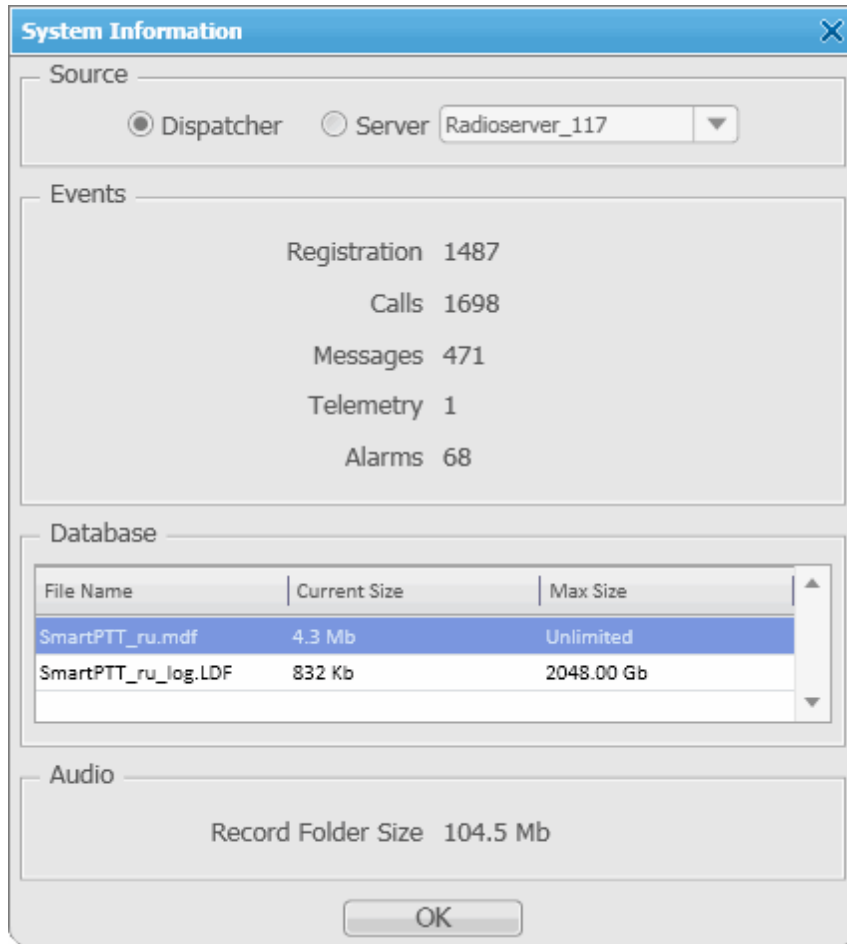 System Information
Source
Dispatcher Server Radioserver_117
Events
Registration 1487
Calls 1698
Messages 471
Telemetry 1
Alarms 68
Database
File Name Current Size Max Size
SmartPTT_ru.mdf 4.3 Mb Unlimited
SmartPTT_ru_log.LDF 832 Kb 2048.00 Gb
Audio
Record Folder Size 104.5 Mb
OK